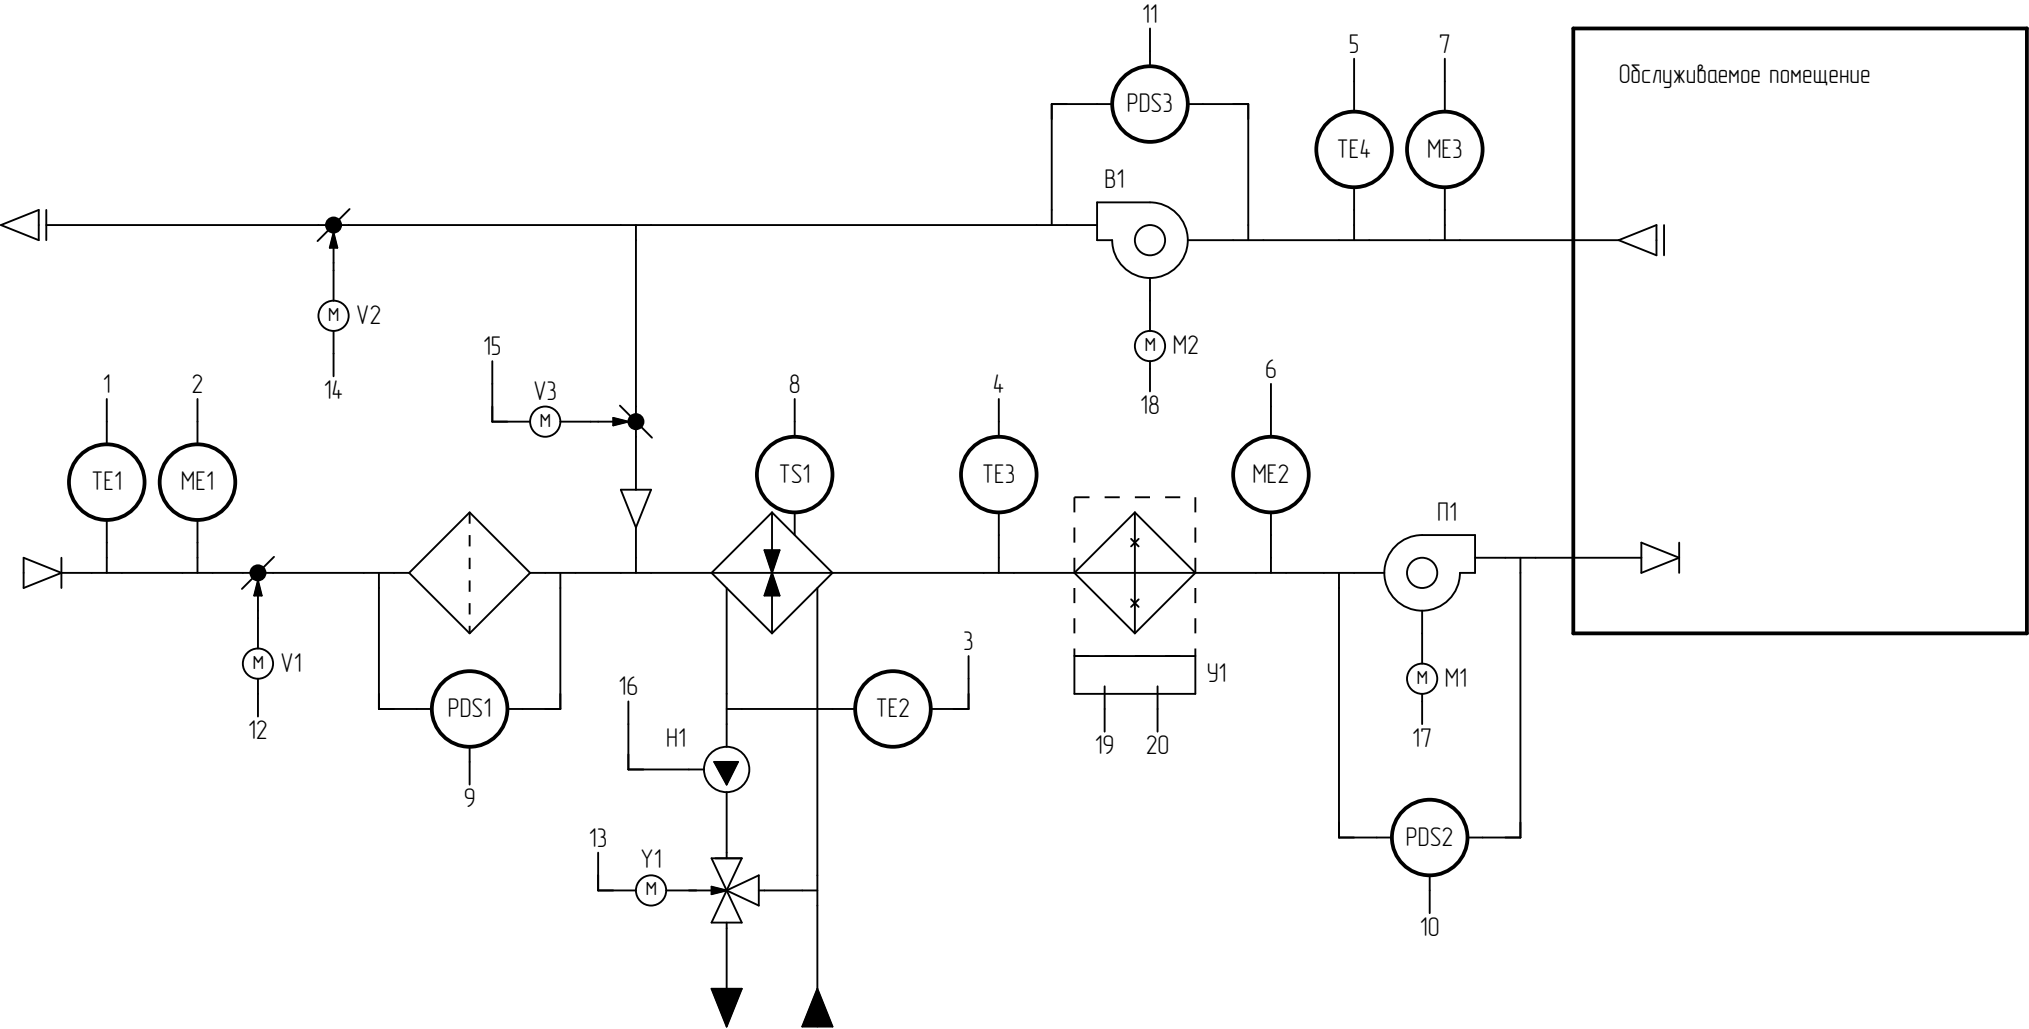 11
5
7
Обслуживаемое помещение
PDS3
TE4
ME3
В1
V2
M
M
M2
14
18
15
V3
M
1
2
8
4
6
TE1
ME1
TS1
TE3
ME2
П1
M
V1
12
PDS1
9
16
Н1
TE2
3
У1
19
20
M
M1
17
13
Y1
M
PDS2
10